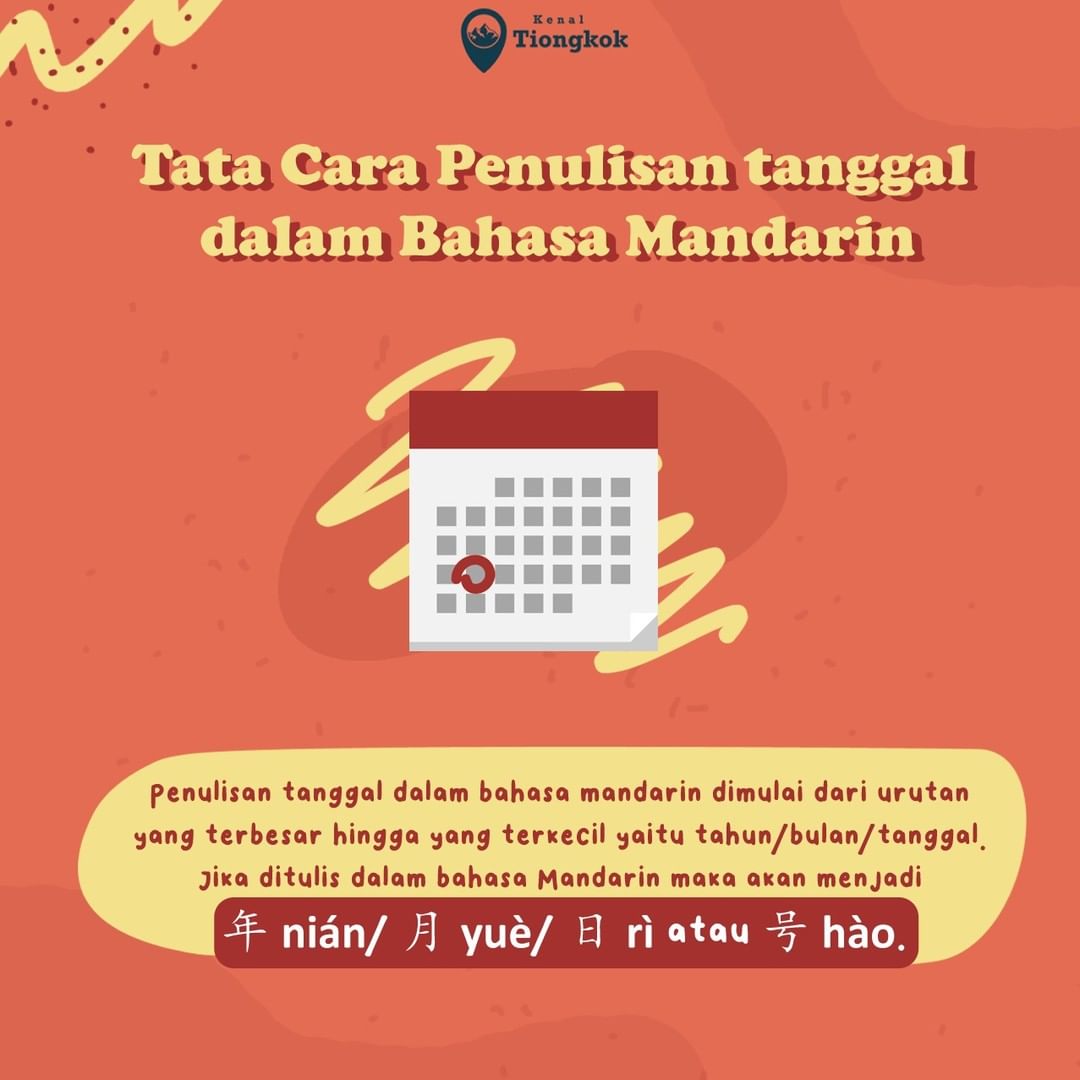 Kenal
Tiongkok
Tata Cara Penulisan tanggal
dalam Bahasa Mandarin
Penulisan tanggal dalam bahasa mandarin dimulai dari urutan
yang terbesar hingga yang terkecil yaitu tahun/bulan/tanggal.
Jika ditulis dalam bahasa Mandarin maka akan menjadi
年 nián/ 月 yuè/ 日 rì atau 号 hào.